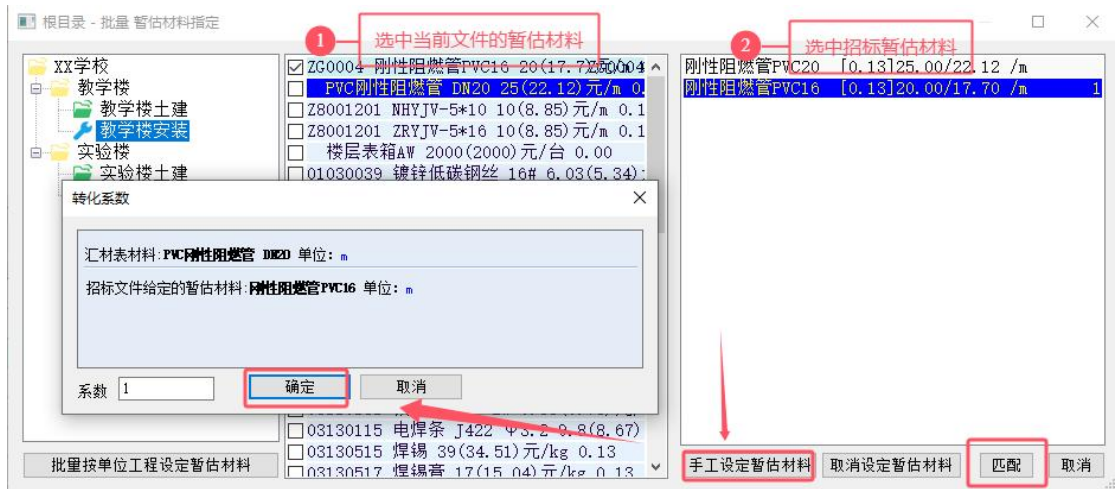 根目录 - 批量 暂估材料指定
1 选中当前文件的暂估材料
2 选中招标暂估材料
XX学校
教学楼
教学楼土建
教学楼安装
实验楼
实验楼土建
ZG0004 刚性阻燃管PVC16 20(17.7)
PVC刚性阻燃管 DN20 25(22.12)元/m 0.
Z8001201 NHYJV-5*10 10(8.85)元/m 0.1
Z8001201 ZRYJV-5*16 10(8.85)元/m 0.1
楼层表箱AW 2000(2000)元/台 0.00
01030039 镀锌低碳钢丝 16# 6.03(5.34)
刚性阻燃管PVC20 [0.13]25.00/22.12 /m
刚性阻燃管PVC16 [0.13]20.00/17.70 /m 1
转化系数
汇材表材料:PVC刚性阻燃管 DN20 单位: m
招标文件给定的暂估材料:刚性阻燃管PVC16 单位: m
系数 1 确定 取消
03130115 电焊条 J422 Φ3.2 9.8(8.67)
03130515 焊锡 39(34.51)元/kg 0.13
03130517 焊锡膏 17(15.04)元/kg 0.13
批量按单位工程设定暂估材料
手工设定暂估材料 取消设定暂估材料 匹配 取消